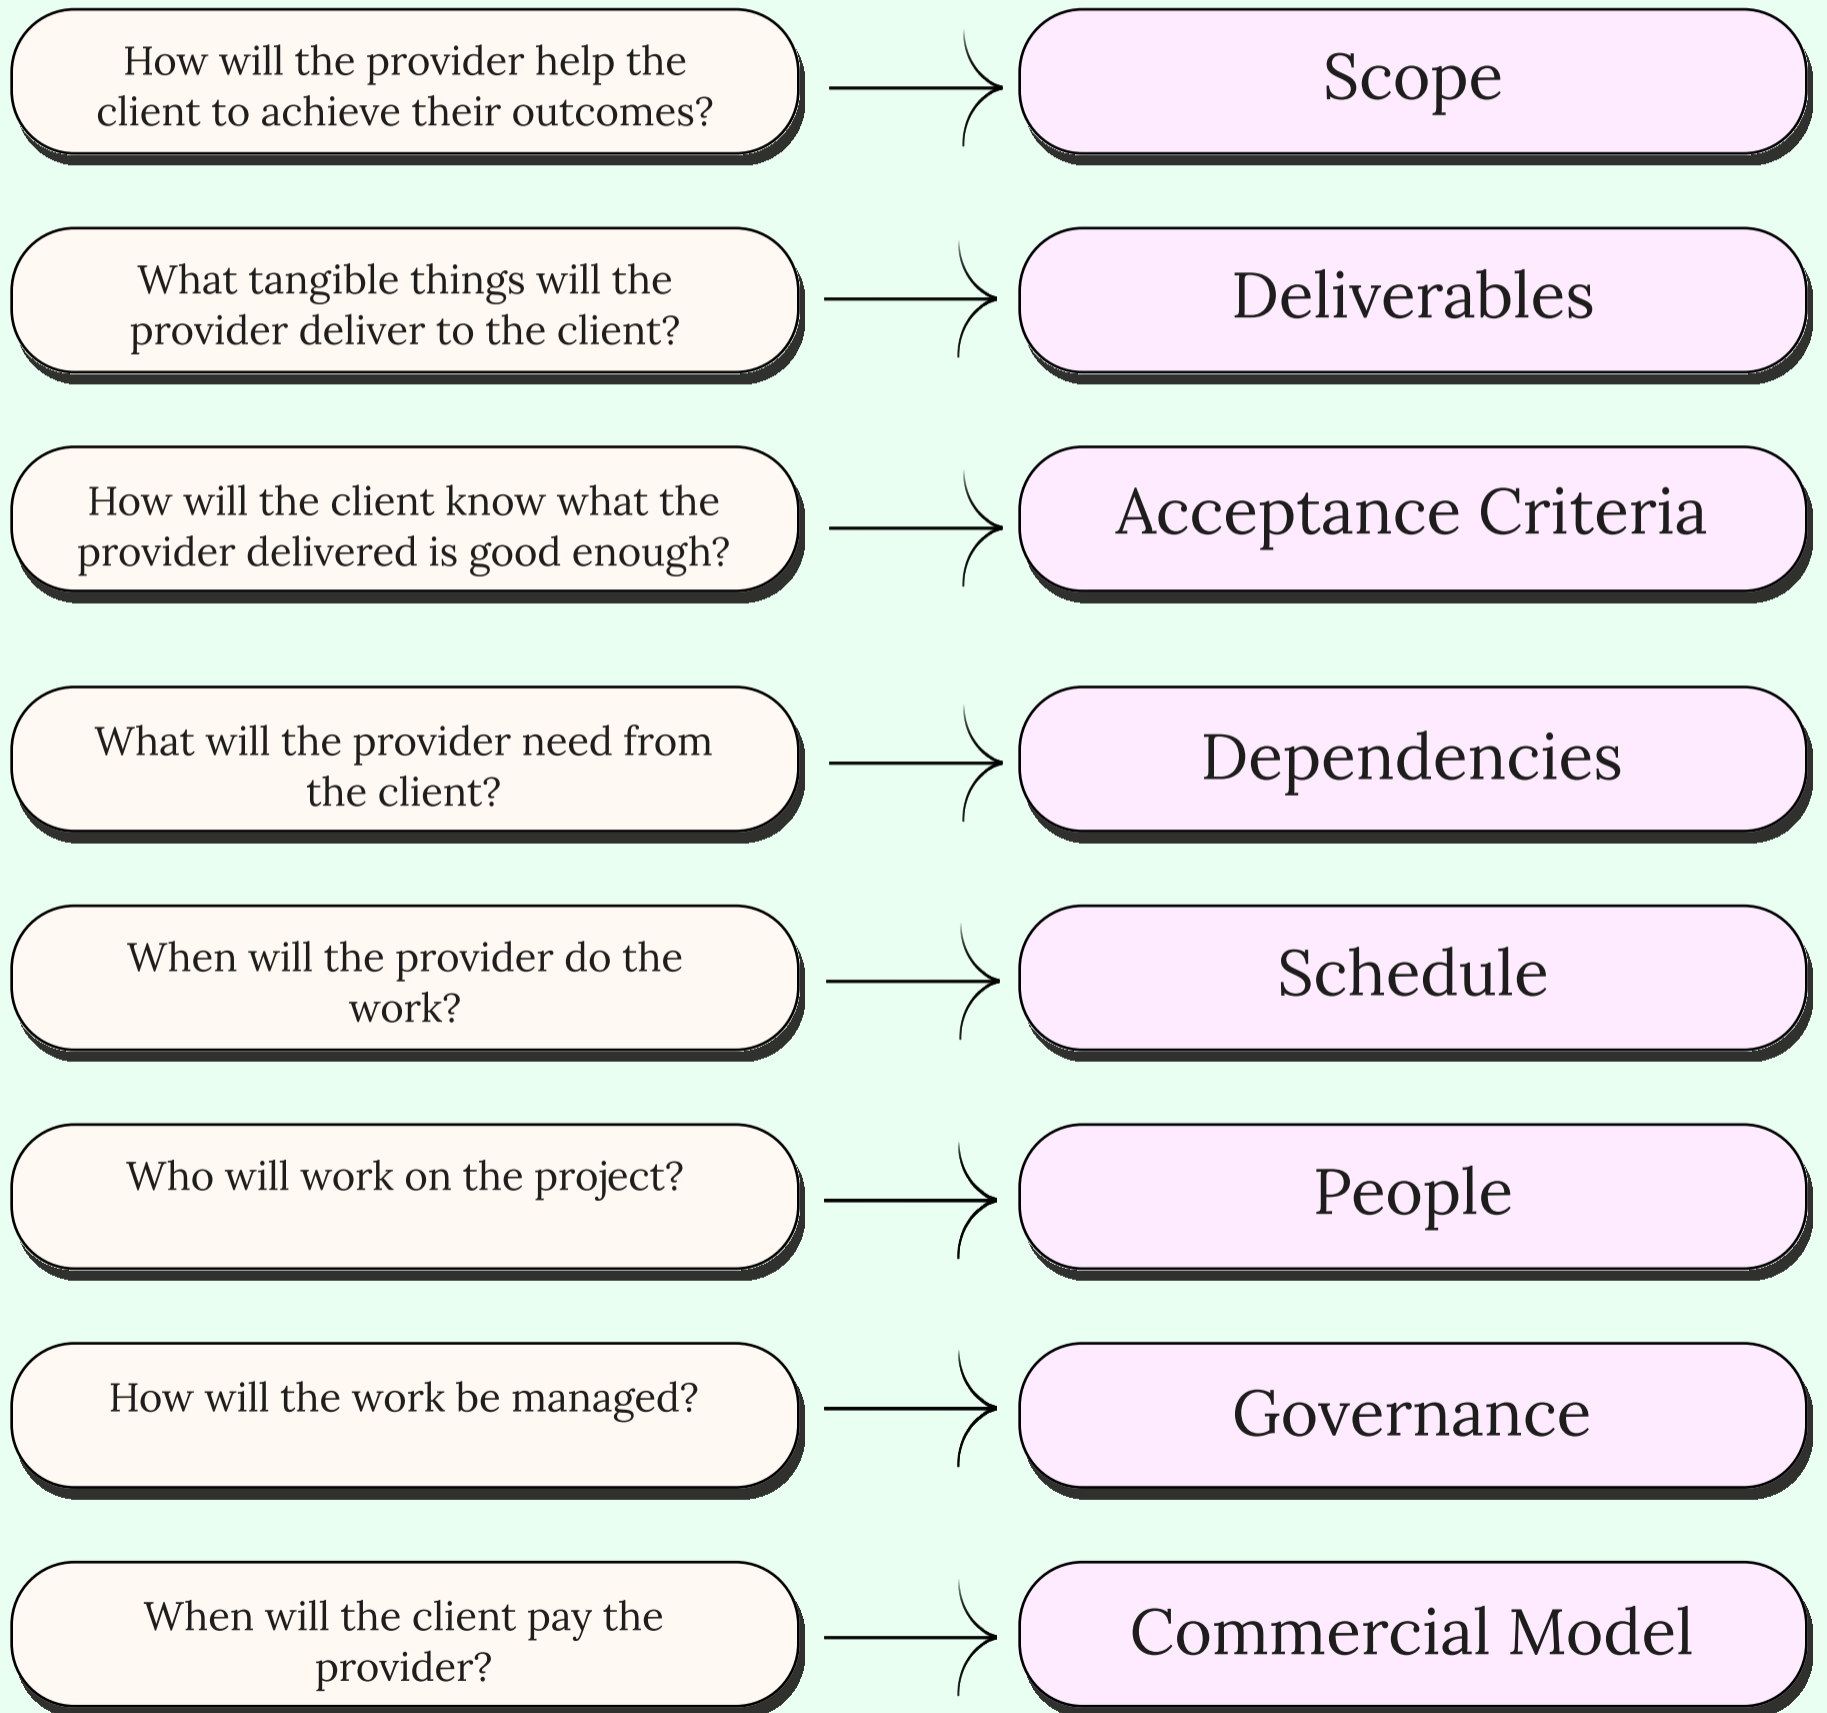 How will the provider help the
client to achieve their outcomes?
Scope
What tangible things will the
provider deliver to the client?
Deliverables
How will the client know what the
provider delivered is good enough?
Acceptance Criteria
What will the provider need from
the client?
Dependencies
When will the provider do the
work?
Schedule
Who will work on the project?
People
How will the work be managed?
Governance
When will the client pay the
provider?
Commercial Model